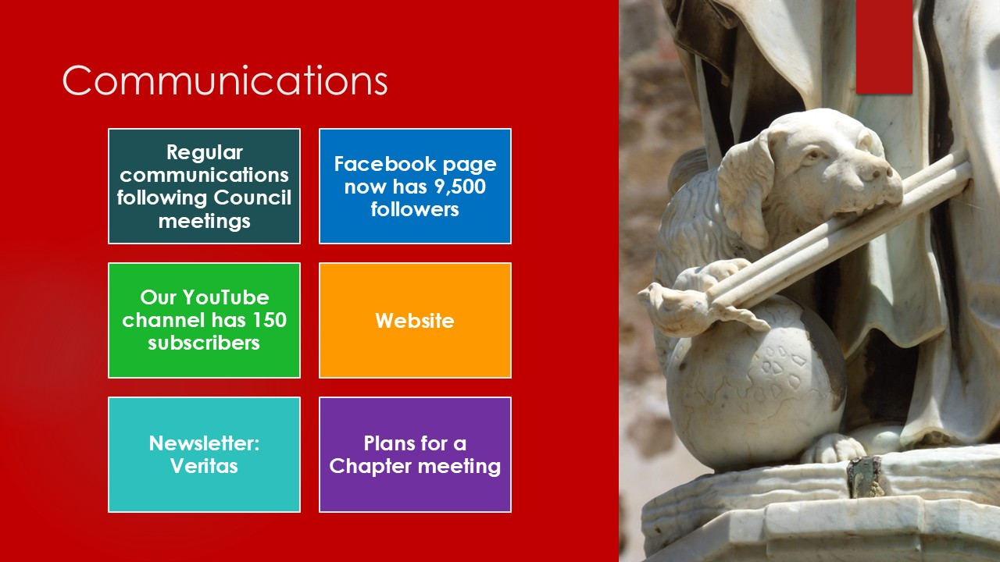 Communications
Regular
communications
following Council
meetings
Facebook page
now has 9,500
followers
Our YouTube
channel has 150
subscribers
Website
Newsletter:
Veritas
Plans for a
Chapter meeting